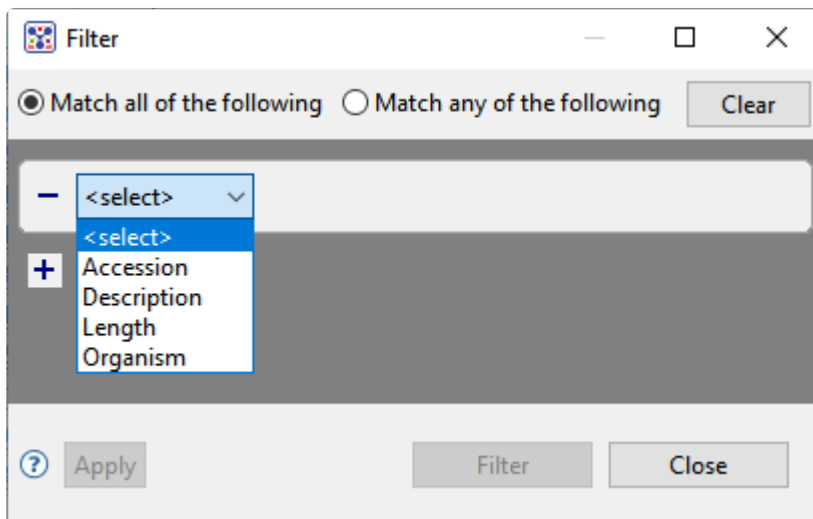 Filter
Match all of the following Match any of the following Clear
<select>
<select>
Accession
Description
Length
Organism
? Apply Filter Close